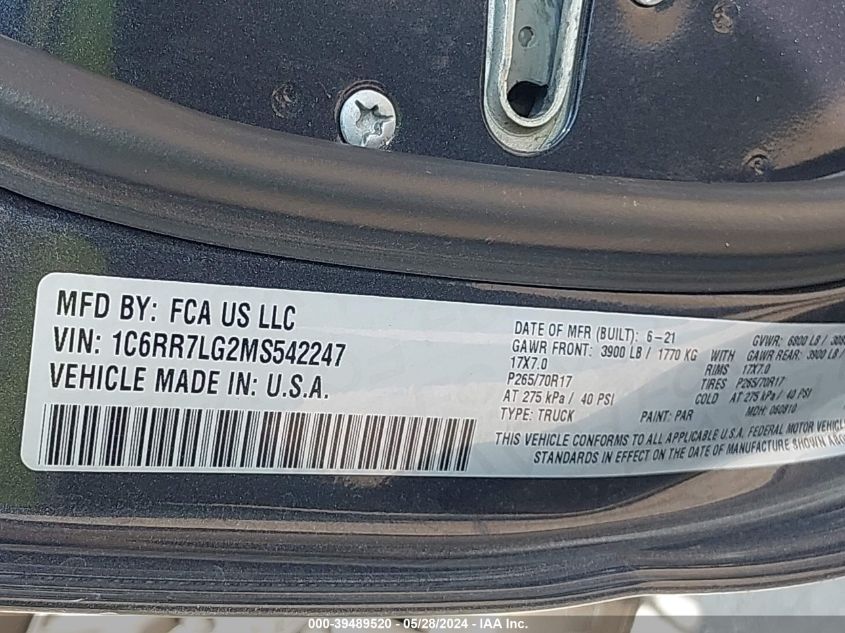 MFD BY: FCA US LLC
VIN: 1C6RR7LG2MS542247
VEHICLE MADE IN: U.S.A.
DATE OF MFR (BUILT): 6-21 GVWR: 6800 LB /
GAWR FRONT: 3900 LB / 1770 KG WITH GAWR REAR: 3900 LB /
17X7.0 RIMS 17X7.0
P265/70R17 TIRES P265/70R17
AT 275 kPa / 40 PSI COLD AT 275 kPa / 40 PSI
TYPE: TRUCK PAINT: PAR MDH: 060810
THIS VEHICLE CONFORMS TO ALL APPLICABLE U.S.A. FEDERAL MOTOR VEHICLE
STANDARDS IN EFFECT ON THE DATE OF MANUFACTURE SHOWN
000-39489520 - 05/28/2024 - IAA Inc.